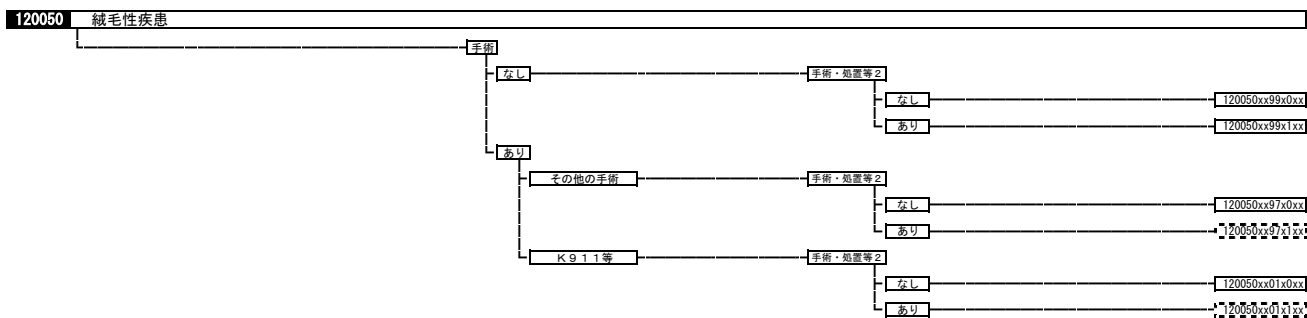 120050 絨毛性疾患
手術
なし 手術・処置等２
なし 120050xx99x0xx
あり 120050xx99x1xx
あり
その他の手術 手術・処置等２
なし 120050xx97x0xx
あり 120050xx97x1xx
Ｋ９１１等 手術・処置等２
なし 120050xx01x0xx
あり 120050xx01x1xx